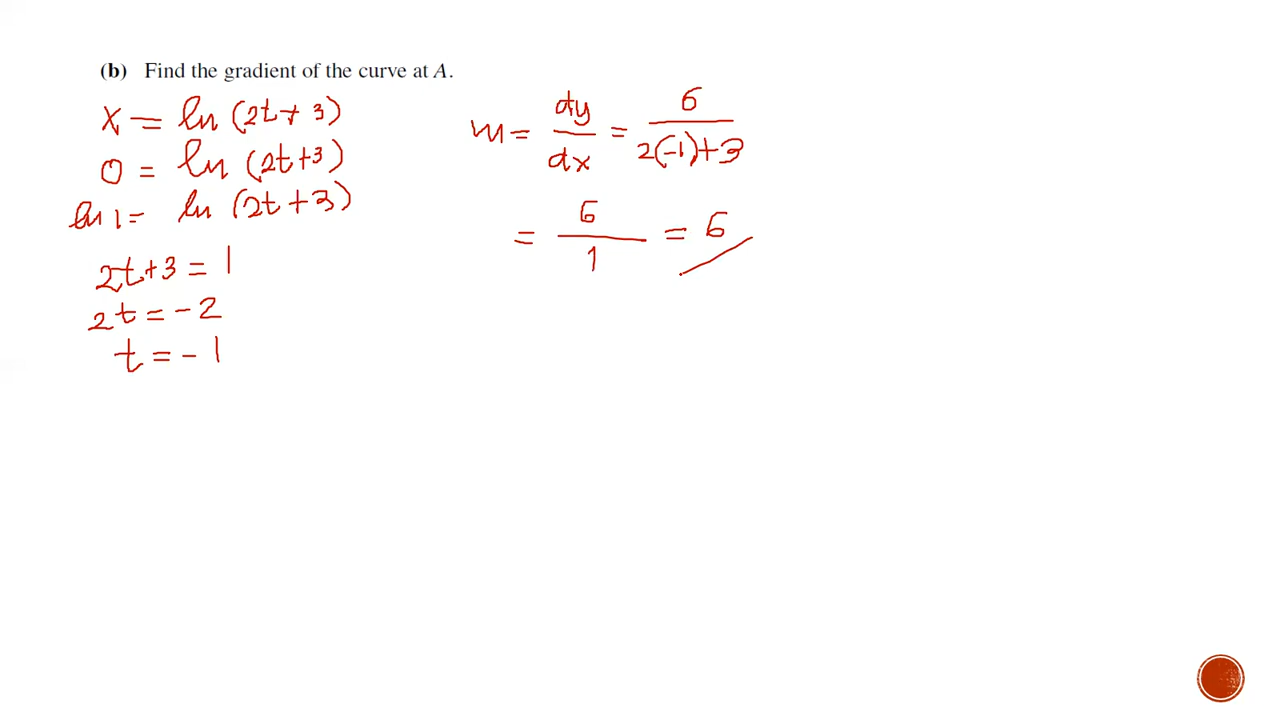 (b) Find the gradient of the curve at A.
x = ln (2t + 3)
0 = ln (2t+3)
ln 1 = ln (2t+3)
2t+3 = 1
2t = -2
t = -1
m = dy/dx = 6/(2(-1)+3)
= 6/1 = 6